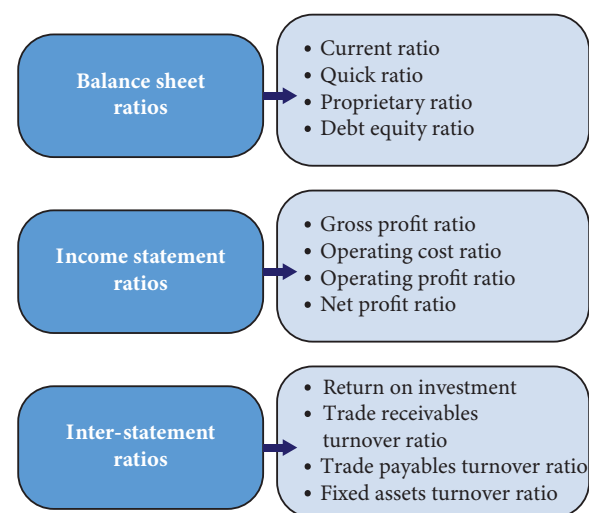 Balance sheet
ratios
• Current ratio
• Quick ratio
• Proprietary ratio
• Debt equity ratio
Income statement
ratios
• Gross profit ratio
• Operating cost ratio
• Operating profit ratio
• Net profit ratio
Inter-statement
ratios
• Return on investment
• Trade receivables
turnover ratio
• Trade payables turnover ratio
• Fixed assets turnover ratio